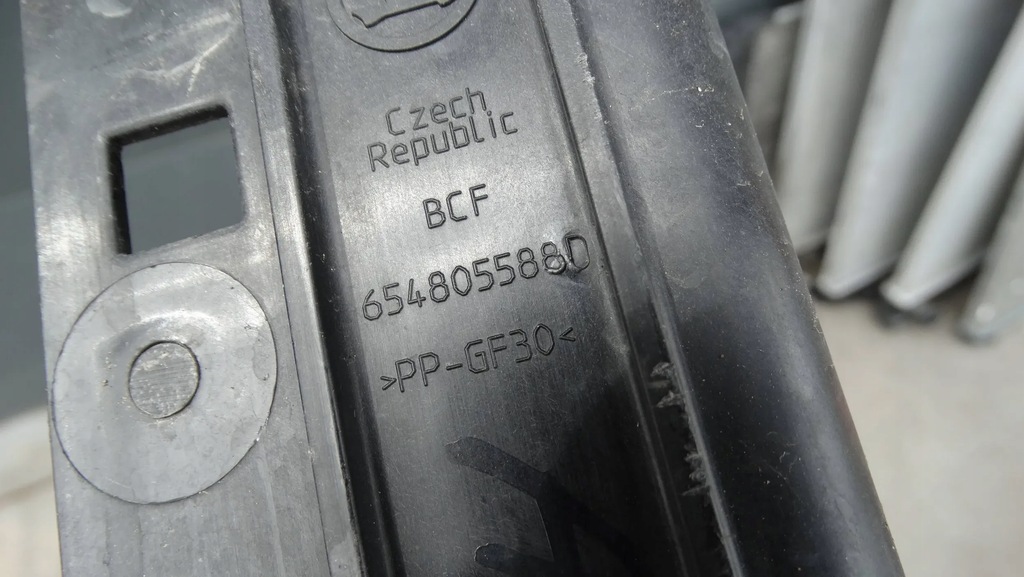 Czech
Republic
BCF
654805588D
>PP-GF30<